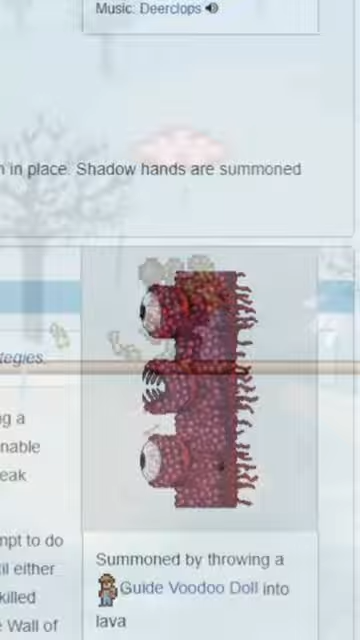 Music: Deerclops
in place. Shadow hands are summoned
tegies.
g a
nable
eak
mpt to do
il either
killed
Wall of
Summoned by throwing a
Guide Voodoo Doll into
lava